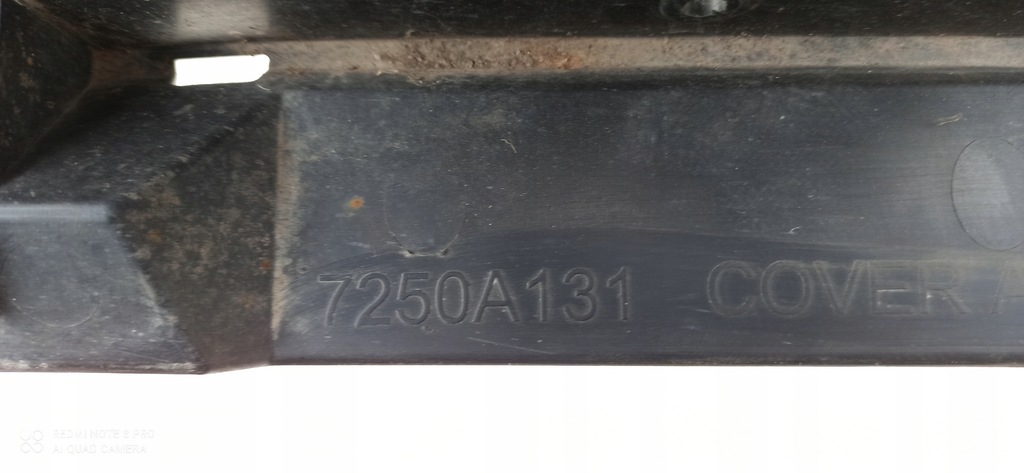 7250A131 COVER A
REDMI NOTE 8 PRO
AI QUAD CAMERA